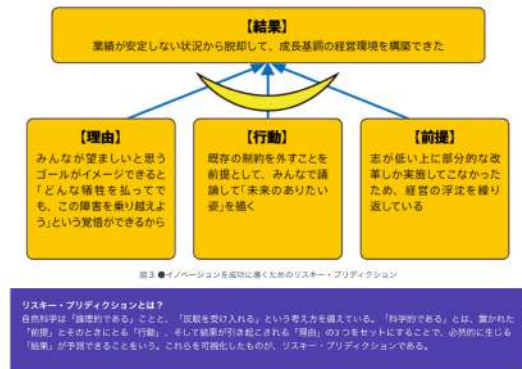 【結果】
業績が安定しない状況から脱却して、成長基調の経営環境を構築できた
【理由】
みんなが望ましいと思う
ゴールがイメージできると
「どんな犠牲を払ってで
も、この障害を乗り越えよ
う」という覚悟ができるから
【行動】
既存の制約を外すことを
前提として、みんなで議
論して「未来のありたい
姿」を描く
【前提】
志が低い上に部分的な改
革しか実施してこなかった
ため、経営の浮沈を繰り
返している
図3 ●イノベーションを成功に導くためのリスキー・プリディクション
リスキー・プリディクションとは？
自然科学は「論理的である」ことと、「反駁を受け入れる」という考え方を備えている。「科学的である」とは、置かれた
「前提」とそのときにとる「行動」、そして結果が引き起こされる「理由」の3つをセットにすることで、必然的に生じる
「結果」が予測できることをいう。これらを可視化したものが、リスキー・プリディクションである。